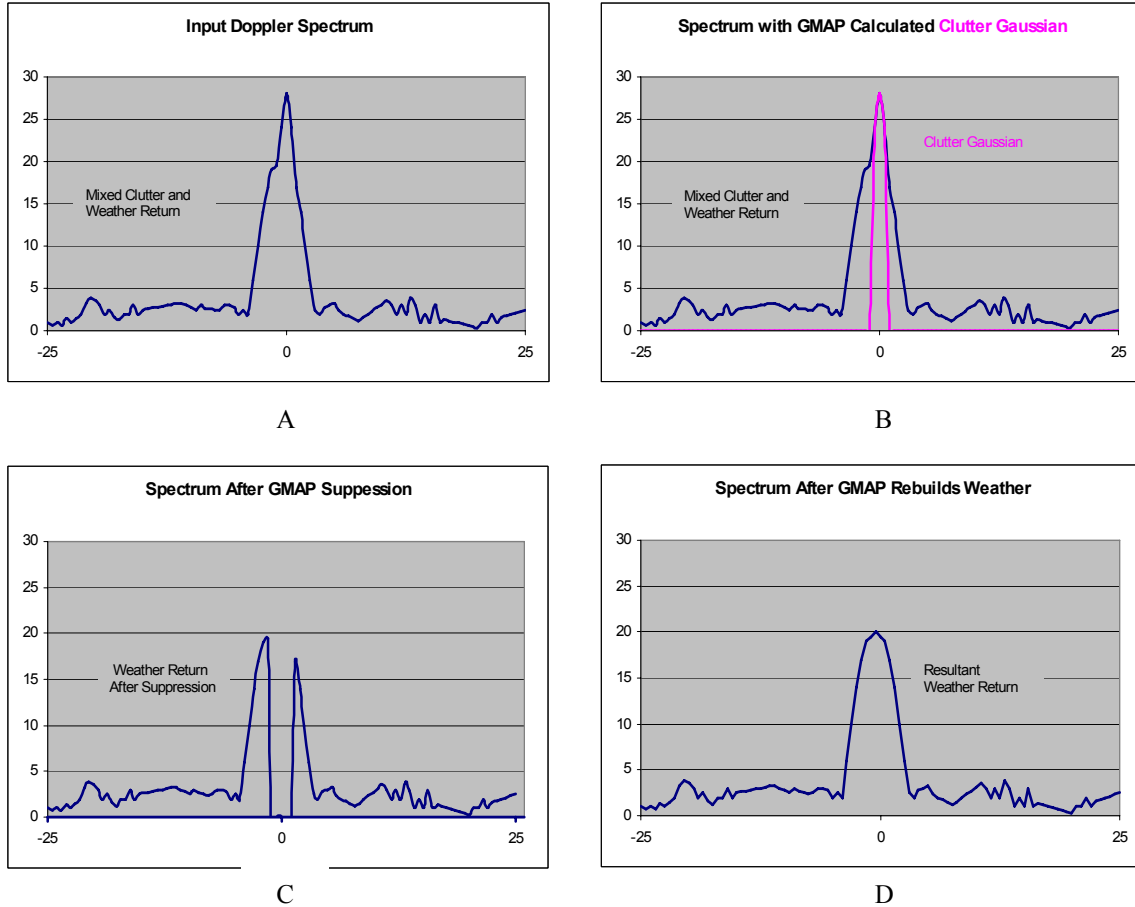 Input Doppler Spectrum
30
25
20
15
10
5
0
-25
0
25
Mixed Clutter and
Weather Return
A
Spectrum with GMAP Calculated Clutter Gaussian
30
25
20
15
10
5
0
-25
0
25
Clutter Gaussian
Mixed Clutter and
Weather Return
B
Spectrum After GMAP Suppession
30
25
20
15
10
5
0
-25
0
25
Weather Return
After Suppression
C
Spectrum After GMAP Rebuilds Weather
30
25
20
15
10
5
0
-25
0
25
Resultant
Weather Return
D